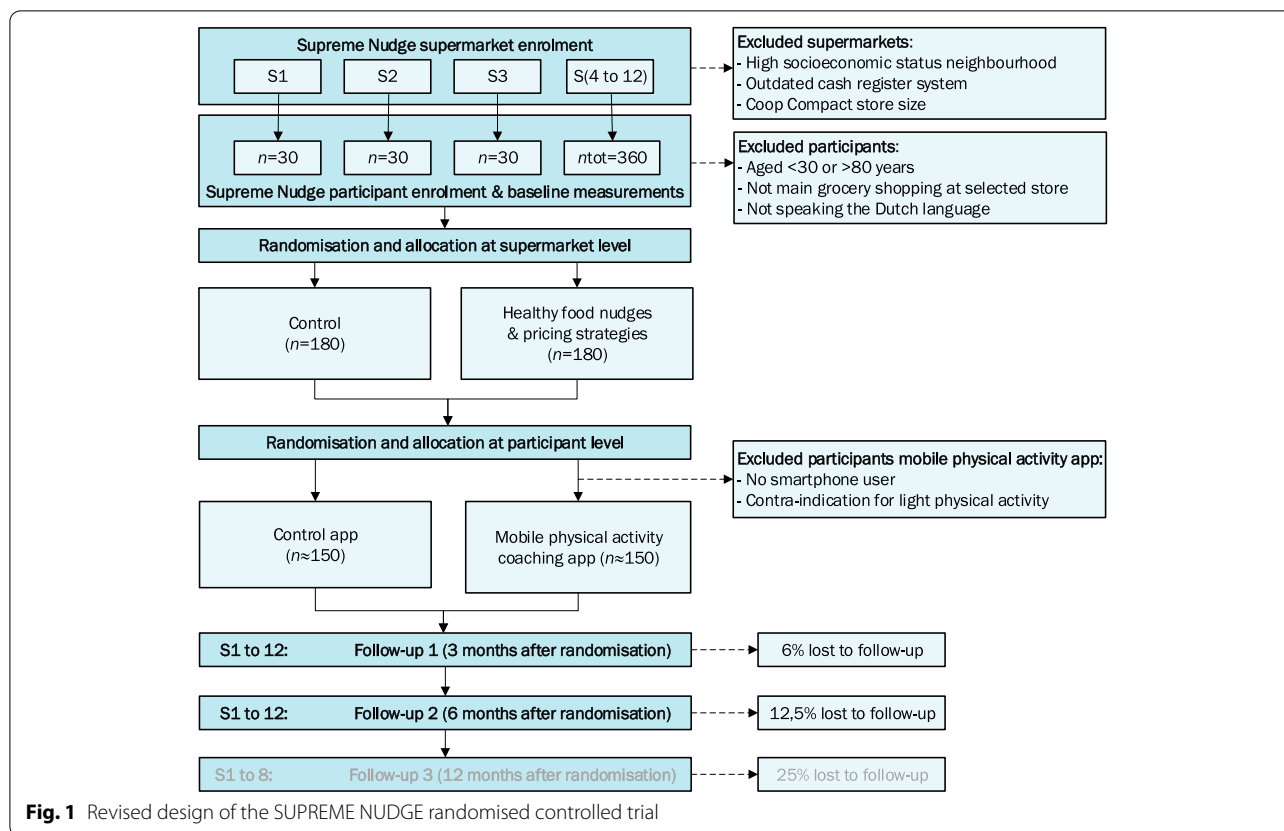 Supreme Nudge supermarket enrolment
S1
S2
S3
S(4 to 12)
Excluded supermarkets:
- High socioeconomic status neighbourhood
- Outdated cash register system
- Coop Compact store size
n=30
n=30
n=30
ntot=360
Supreme Nudge participant enrolment & baseline measurements
Excluded participants:
- Aged <30 or >80 years
- Not main grocery shopping at selected store
- Not speaking the Dutch language
Randomisation and allocation at supermarket level
Control
(n=180)
Healthy food nudges
& pricing strategies
(n=180)
Randomisation and allocation at participant level
Excluded participants mobile physical activity app:
- No smartphone user
- Contra-indication for light physical activity
Control app
(n≈150)
Mobile physical activity
coaching app (n≈150)
S1 to 12: Follow-up 1 (3 months after randomisation)
6% lost to follow-up
S1 to 12: Follow-up 2 (6 months after randomisation)
12,5% lost to follow-up
S1 to 8: Follow-up 3 (12 months after randomisation)
25% lost to follow-up
Fig. 1 Revised design of the SUPREME NUDGE randomised controlled trial